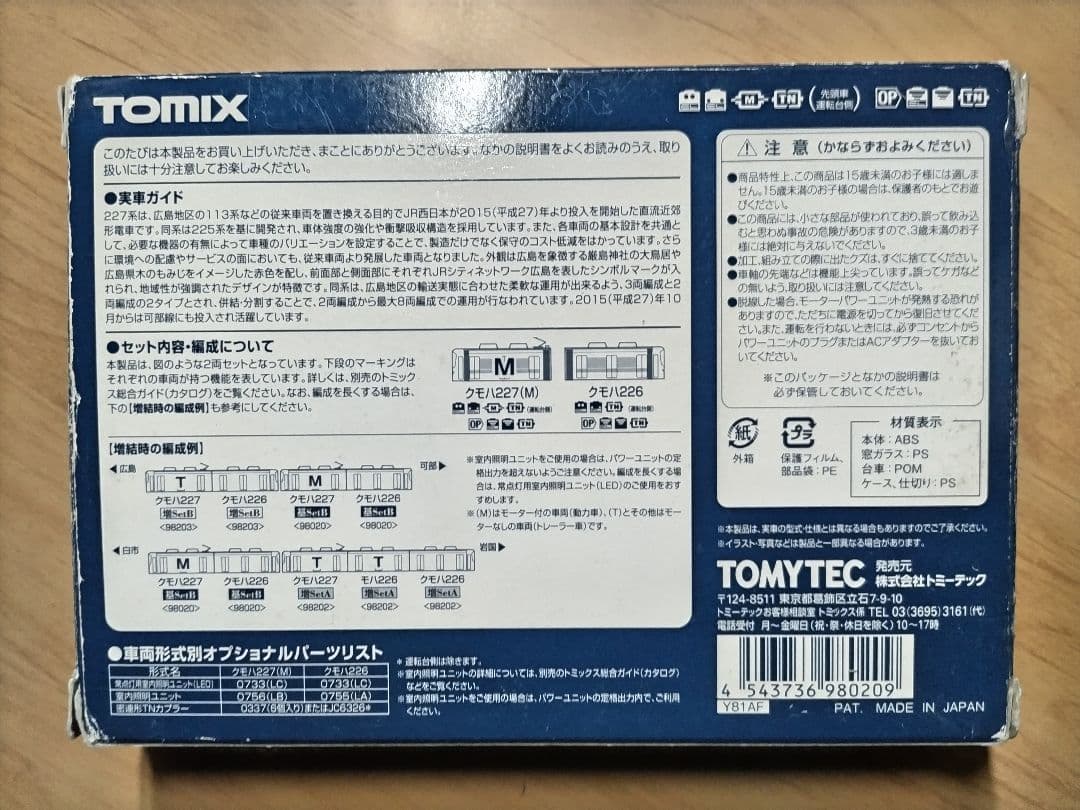 TOMIX
M TN (先頭車運転台側) OP TN
このたびは本製品をお買い上げいただき、まことにありがとうございます。なかの説明書をよくお読みのうえ、取り
扱いには十分注意してお楽しみください。
●実車ガイド
227系は、広島地区の113系などの従来車両を置き換える目的でJR西日本が2015(平成27)年より投入を開始した直流近郊
形電車です。同系は225系を基に開発され、車体強度の強化や衝撃吸収構造を採用しています。また、各車両の基本設計を共通と
して、必要な機器の有無によって車種のバリエーションを設定することで、製造だけでなく保守のコスト低減をはかっています。さら
に環境への配慮やサービスの面においても、従来車両より発展した車両となりました。外観は広島を象徴する厳島神社の大鳥居や
広島県木のもみじをイメージした赤色を配し、前面部と側面部にそれぞれJRシティネットワーク広島を表したシンボルマークが入
れられ、地域性が強調されたデザインが特徴です。同系は、広島地区の輸送実態に合わせた柔軟な運用が出来るよう、3両編成と2
両編成の2タイプとされ、併結・分割することで、2両編成から最大8両編成での運用が行なわれています。2015(平成27)年10
月からは可部線にも投入され活躍しています。
●セット内容・編成について
本製品は、図のような2両セットとなっています。下段のマーキングは
それぞれの車両が持つ機能を表しています。詳しくは、別売のトミック
ス総合ガイド(カタログ)をご覧ください。なお、編成を長くする場合は、
下の【増結時の編成例】も参考にしてください。
M
クモハ227(M) クモハ226
M TN (運転台側) TN (運転台側)
OP TN OP TN
【増結時の編成例】
◀広島 可部▶
T M
クモハ227 クモハ226 クモハ227 クモハ226
増SetB 増SetB 基SetB 基SetB
<98203> <98203> <98020> <98020>
◀白市 岩国▶
M T T
クモハ227 クモハ226 クモハ227 モハ226 クモハ226
基SetB 基SetB 増SetA 増SetA 増SetA
<98020> <98020> <98202> <98202> <98202>
※室内照明ユニットをご使用の場合は、パワーユニットの定
格出力を超えないようご注意ください。編成を長くする場
合は、常点灯用室内照明ユニット(LED)のご使用をおす
すめします。
※(M)はモーター付の車両(動力車)、(T)とその他はモー
ターなしの車両(トレーラー車)です。
●車両形式別オプショナルパーツリスト
形式名 クモハ227(M) クモハ226
常点灯用室内照明ユニット(LED) 0733(LC) 0733(LC)
室内照明ユニット 0756(LB) 0755(LA)
密連形TNカプラー 0337(6個入り)またはJC6326*
* 運転台側は除きます。
※室内照明ユニットの詳細については、別売のトミックス総合ガイド(カタログ)
などをご覧ください。
※室内照明ユニットをご使用の場合は、パワーユニットの定格出力内で、ご利用
ください。
⚠ 注 意 (かならずおよみください)
●商品特性上、この商品は15歳未満のお子様には適しま
せん。15歳未満のお子様の場合は、保護者のもとでお遊
びください。
●この商品には、小さな部品が使われており、誤って飲み込
むと思わぬ事故の危険がありますので、3歳未満のお子
様には絶対に与えないでください。
●加工、組み立ての際に出たクズは、すぐに捨ててください。
●車軸の先端などは機能上尖っています。誤ってケガなど
の無いよう、取り扱いには注意してください。
●脱線した場合、モーターパワーユニットが発熱する恐れが
ありますので、ただちに電源を切ってから復旧させてくだ
さい。また、運転を行わないときには、必ずコンセントから
パワーユニットのプラグまたはACアダプターを抜いてお
いてください。
※このパッケージとなかの説明書は
必ず保管しておいてください。
紙
外箱
プラ
保護フィルム、
部品袋:PE
材質表示
本体:ABS
窓ガラス:PS
台車:POM
ケース、仕切り:PS
※本製品は、実車の型式・仕様とは異なる場合もありますのでご了承ください。
※イラスト・写真などは製品と一部異なる場合があります。
TOMYTEC 発売元 株式会社トミーテック
〒124-8511 東京都葛飾区立石7-9-10
トミーテックお客様相談室 トミックス係 TEL 03(3695)3161(代)
電話受付 月〜金曜日(祝・祭・休日を除く)10〜17時
4 543736 980209
Y81AF PAT. MADE IN JAPAN